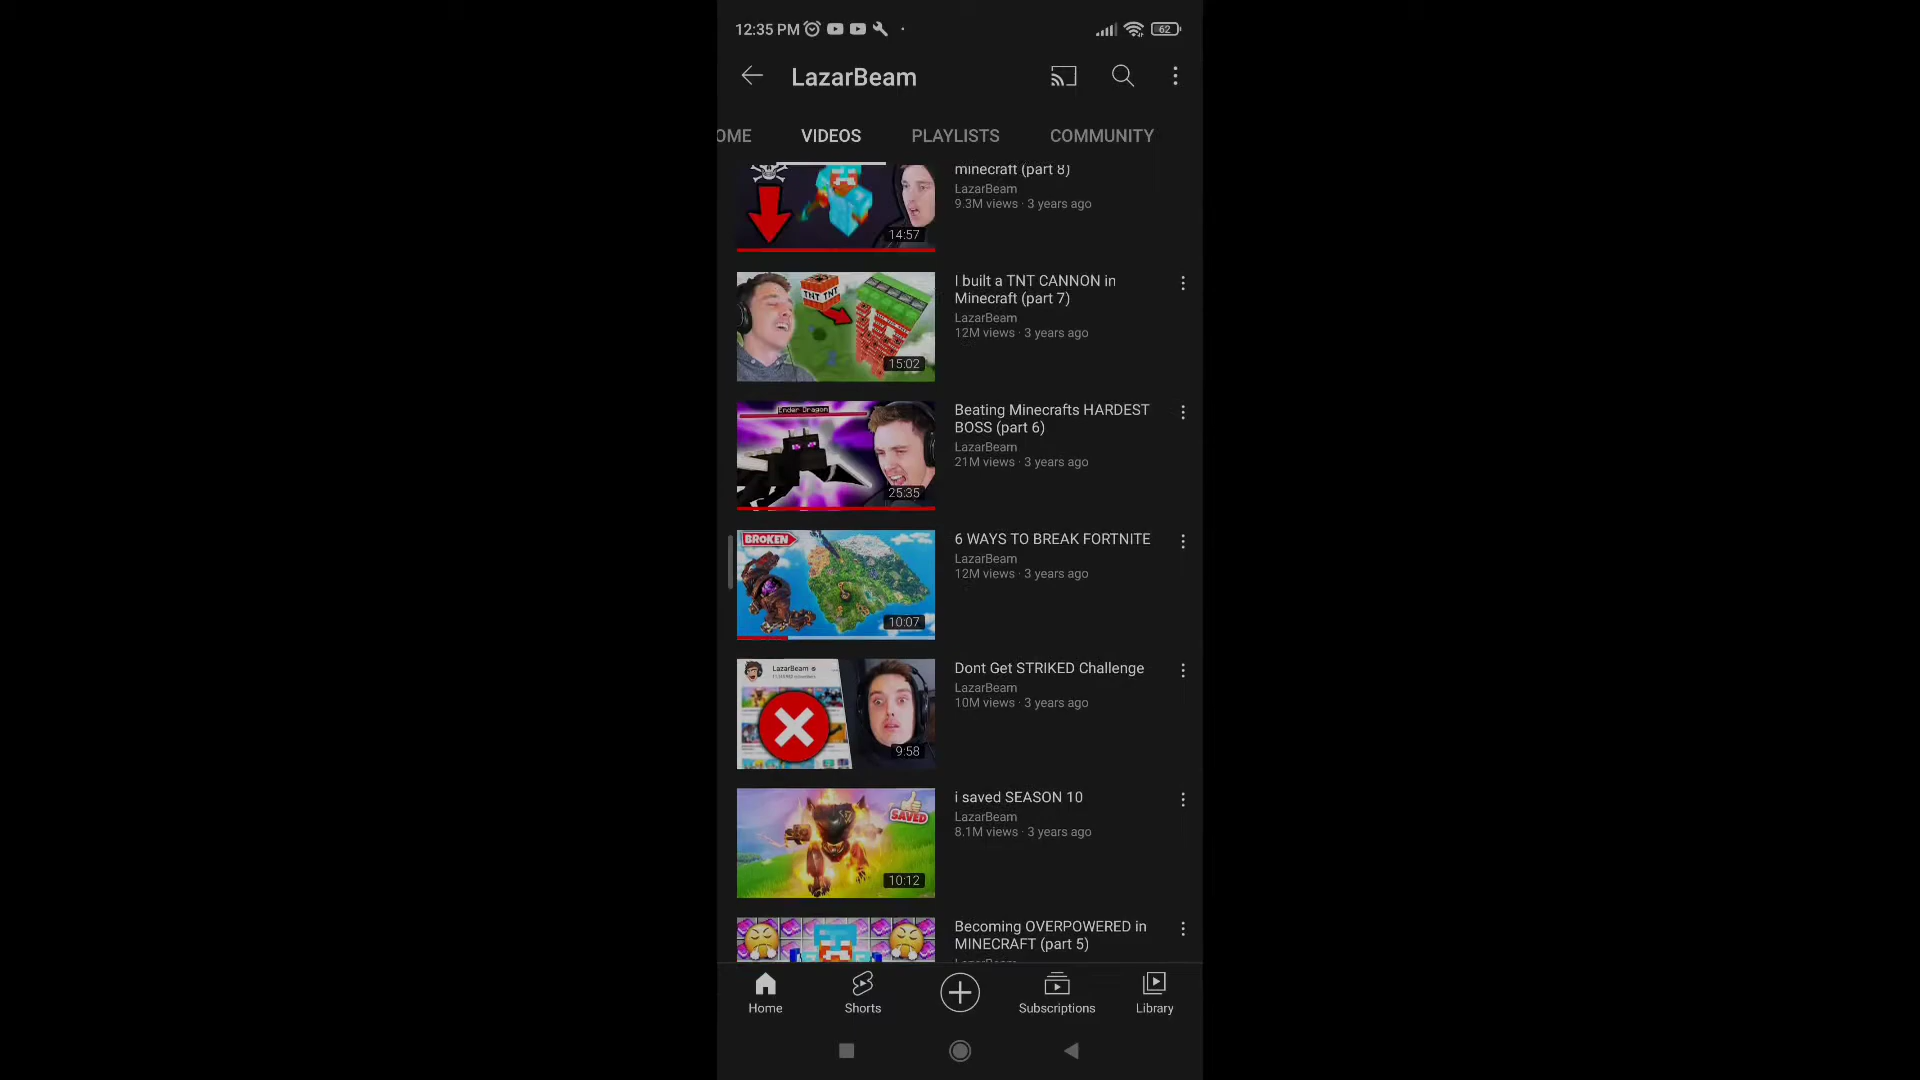 12:35 PM
62
LazarBeam
OME
VIDEOS
PLAYLISTS
COMMUNITY
minecraft (part 8)
LazarBeam
9.3M views · 3 years ago
14:57
I built a TNT CANNON in
Minecraft (part 7)
LazarBeam
12M views · 3 years ago
TNT TNT
15:02
Beating Minecrafts HARDEST
BOSS (part 6)
LazarBeam
21M views · 3 years ago
Ender Dragon
25:35
6 WAYS TO BREAK FORTNITE
LazarBeam
12M views · 3 years ago
BROKEN
10:07
Dont Get STRIKED Challenge
LazarBeam
10M views · 3 years ago
LazarBeam
9:58
i saved SEASON 10
LazarBeam
8.1M views · 3 years ago
SAVED
10:12
Becoming OVERPOWERED in
MINECRAFT (part 5)
Home
Shorts
Subscriptions
Library